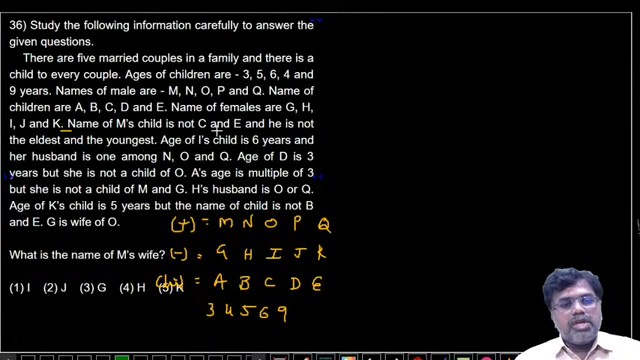 36) Study the following information carefully to answer the
given questions.
There are five married couples in a family and there is a
child to every couple. Ages of children are - 3, 5, 6, 4 and
9 years. Names of male are - M, N, O, P and Q. Name of
children are A, B, C, D and E. Name of females are G, H,
I, J and K. Name of M's child is not C and E and he is not
the eldest and the youngest. Age of I's child is 6 years and
her husband is one among N, O and Q. Age of D is 3
years but she is not a child of O. A's age is multiple of 3
but she is not a child of M and G. H's husband is O or Q.
Age of K's child is 5 years but the name of child is not B
and E. G is wife of O.
(+) = M N O P Q
What is the name of M's wife?
(-) = G H I J K
(1) I (2) J (3) G (4) H (5) K
= A B C D E
3 4 5 6 9